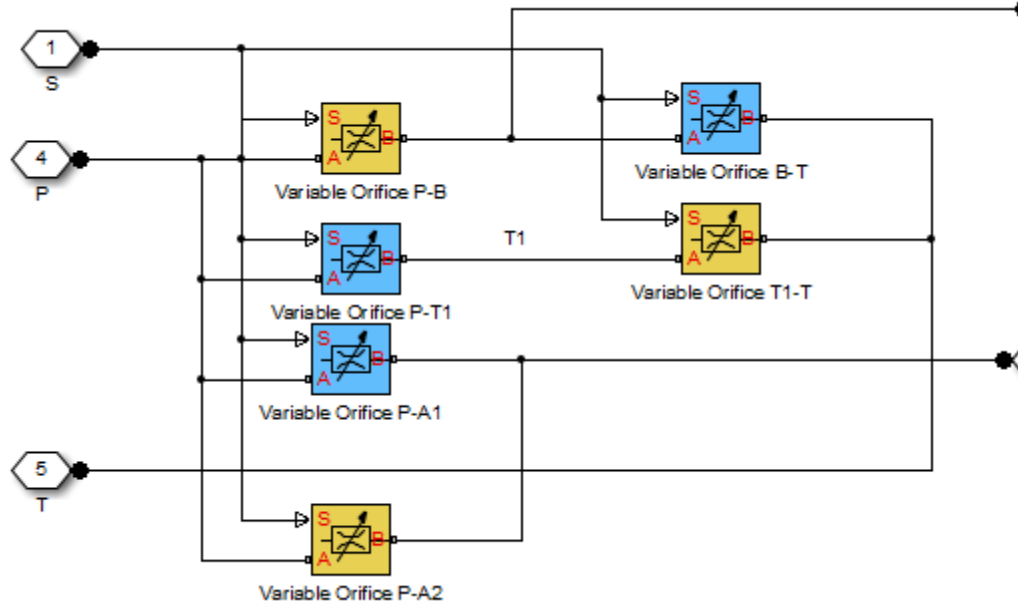 1
S
S
A
B
Variable Orifice P-B
S
A
B
Variable Orifice B-T
4
P
S
A
B
Variable Orifice P-T1
T1
S
A
B
Variable Orifice T1-T
S
A
B
Variable Orifice P-A1
5
T
S
A
B
Variable Orifice P-A2